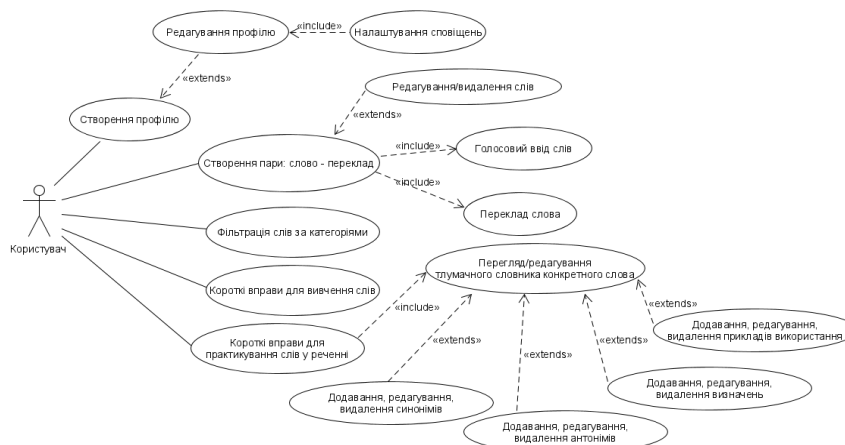 Редагування профілю
«include»
Налаштування сповіщень
«extends»
Створення профілю
Редагування/видалення слів
«extends»
Створення пари: слово - переклад
«include»
Голосовий ввід слів
«include»
Переклад слова
Користувач
Фільтрація слів за категоріями
Перегляд/редагування
тлумачного словника конкретного слова
Короткі вправи для вивчення слів
«include»
«extends»
Додавання, редагування,
видалення прикладів використання
Короткі вправи для
практикування слів у реченні
«extends»
«extends»
«extends»
Додавання, редагування,
видалення визначень
Додавання, редагування,
видалення синонімів
Додавання, редагування,
видалення антонімів